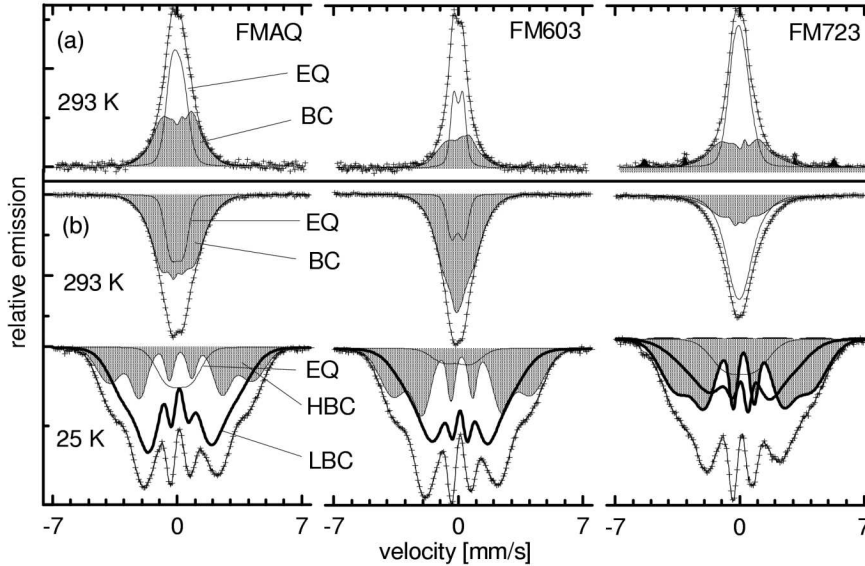 (a)
FMAQ
FM603
FM723
EQ
BC
293 K
(b)
EQ
BC
293 K
EQ
HBC
25 K
LBC
relative emission
-7 0 7 -7 0 7 -7 0 7
velocity [mm/s]